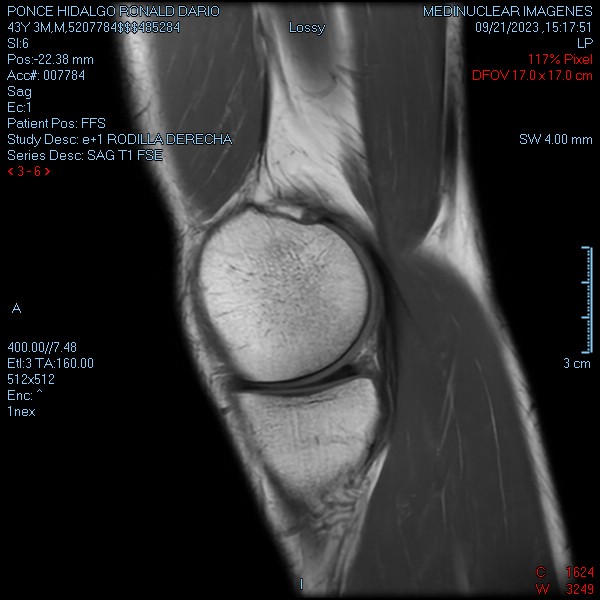 PONCE HIDALGO RONALD DARIO
43Y 3M,M,5207784$$$485284
Sl:6
Pos:-22.38 mm
Acc#: 007784
Sag
Ec:1
Patient Pos: FFS
Study Desc: e+1 RODILLA DERECHA
Series Desc: SAG T1 FSE
< 3 - 6 >
Lossy
MEDINUCLEAR IMAGENES
09/21/2023 ,15:17:51
LP
117% Pixel
DFOV 17.0 x 17.0 cm
SW 4.00 mm
A
3 cm
400.00//7.48
Etl:3 TA:160.00
512x512
Enc: ^
1nex
I
C 1624
W 3249